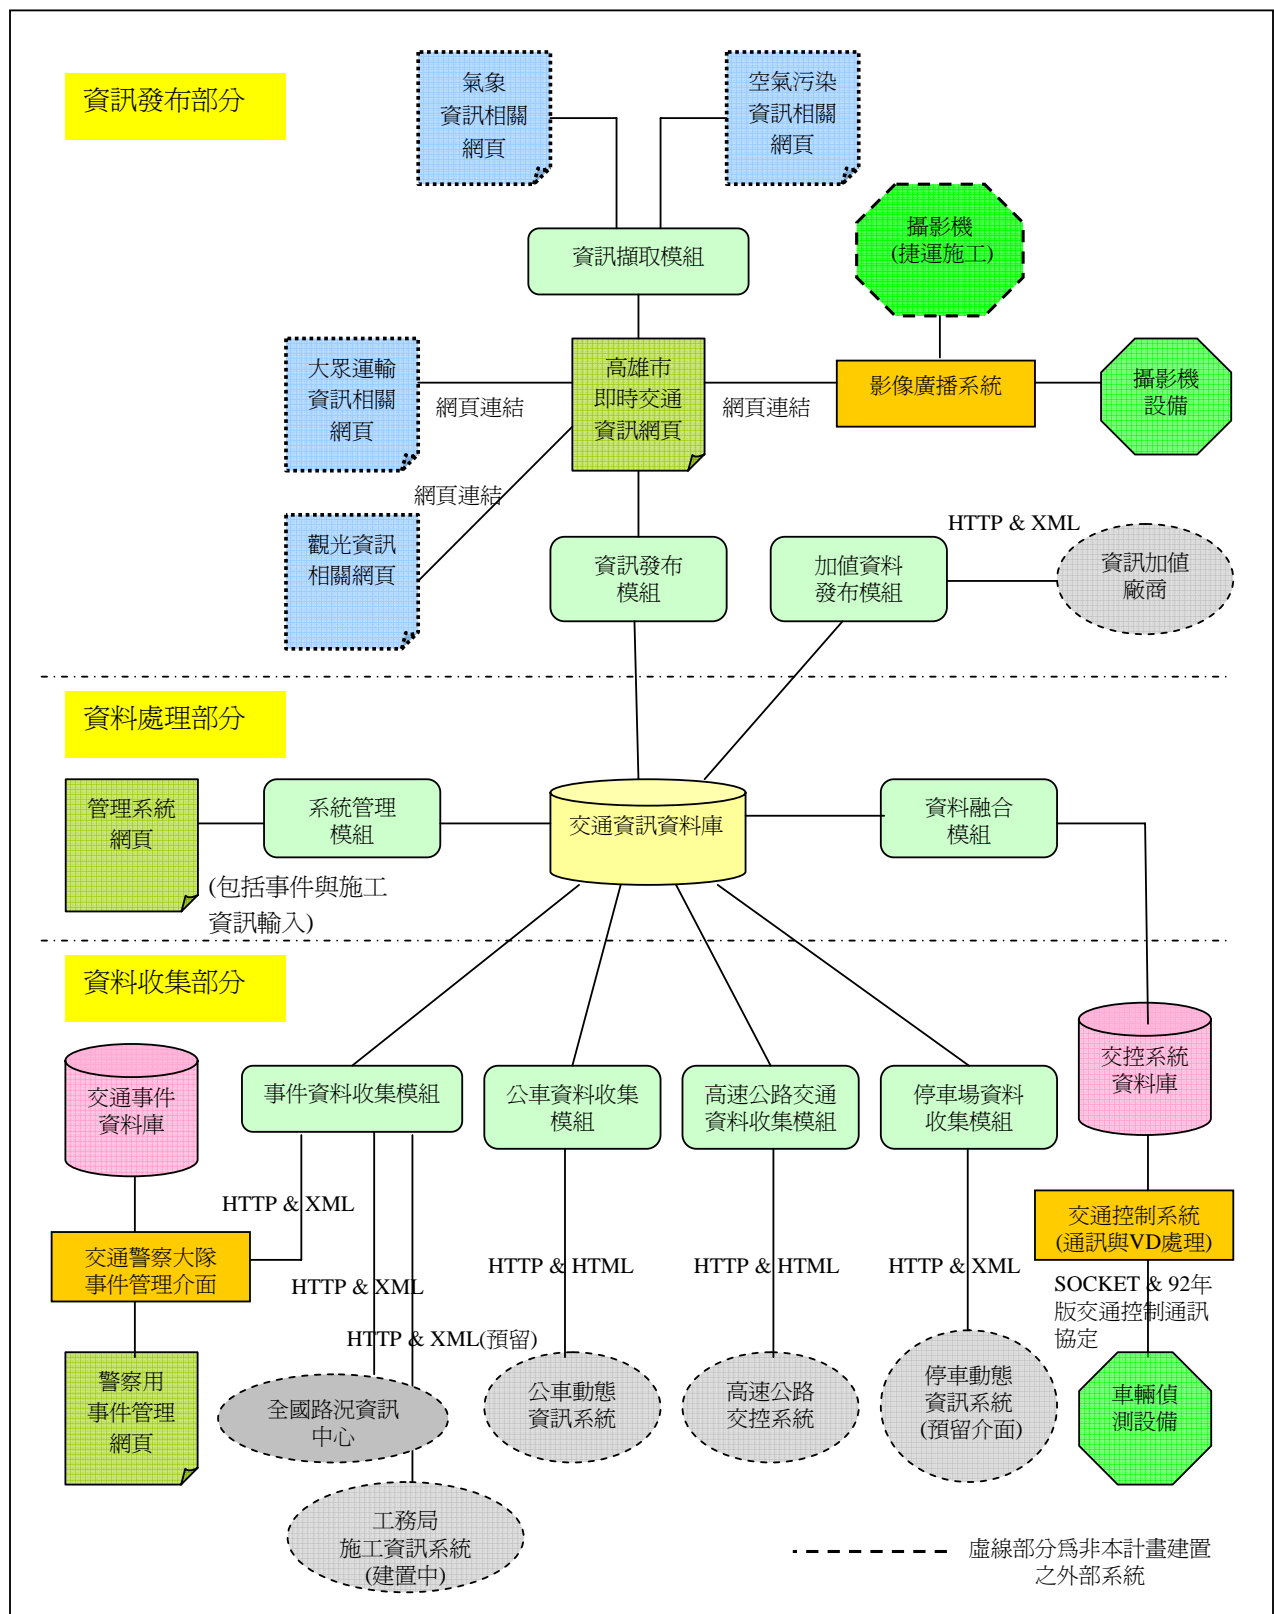 資訊發布部分
氣象
資訊相關
網頁
空氣污染
資訊相關
網頁
資訊擷取模組
攝影機
(捷運施工)
大眾運輸
資訊相關
網頁
網頁連結
高雄市
即時交通
資訊網頁
網頁連結
影像廣播系統
攝影機
設備
網頁連結
觀光資訊
相關網頁
資訊發布
模組
加值資料
發布模組
HTTP & XML
資訊加值
廠商
資料處理部分
管理系統
網頁
系統管理
模組
交通資訊資料庫
資料融合
模組
(包括事件與施工
資訊輸入)
資料收集部分
交通事件
資料庫
事件資料收集模組
公車資料收集
模組
高速公路交通
資料收集模組
停車場資料
收集模組
交控系統
資料庫
HTTP & XML
交通警察大隊
事件管理介面
HTTP & XML
HTTP & HTML
HTTP & HTML
HTTP & XML
交通控制系統
(通訊與VD處理)
SOCKET & 92年
版交通控制通訊
協定
HTTP & XML(預留)
警察用
事件管理
網頁
全國路況資訊
中心
公車動態
資訊系統
高速公路
交控系統
停車動態
資訊系統
(預留介面)
車輛偵
測設備
工務局
施工資訊系統
(建置中)
虛線部分為非本計畫建置
之外部系統